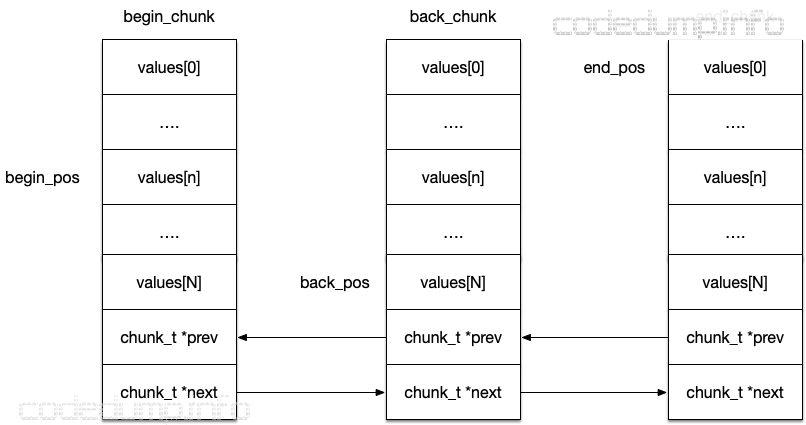 begin_chunk
back_chunk
end_chunk
codedump.info
values[0]
values[0]
end_pos
values[0]
....
....
....
begin_pos
values[n]
values[n]
values[n]
....
....
....
values[N]
back_pos
values[N]
values[N]
chunk_t *prev
chunk_t *prev
chunk_t *prev
chunk_t *next
chunk_t *next
chunk_t *next
codedump.info